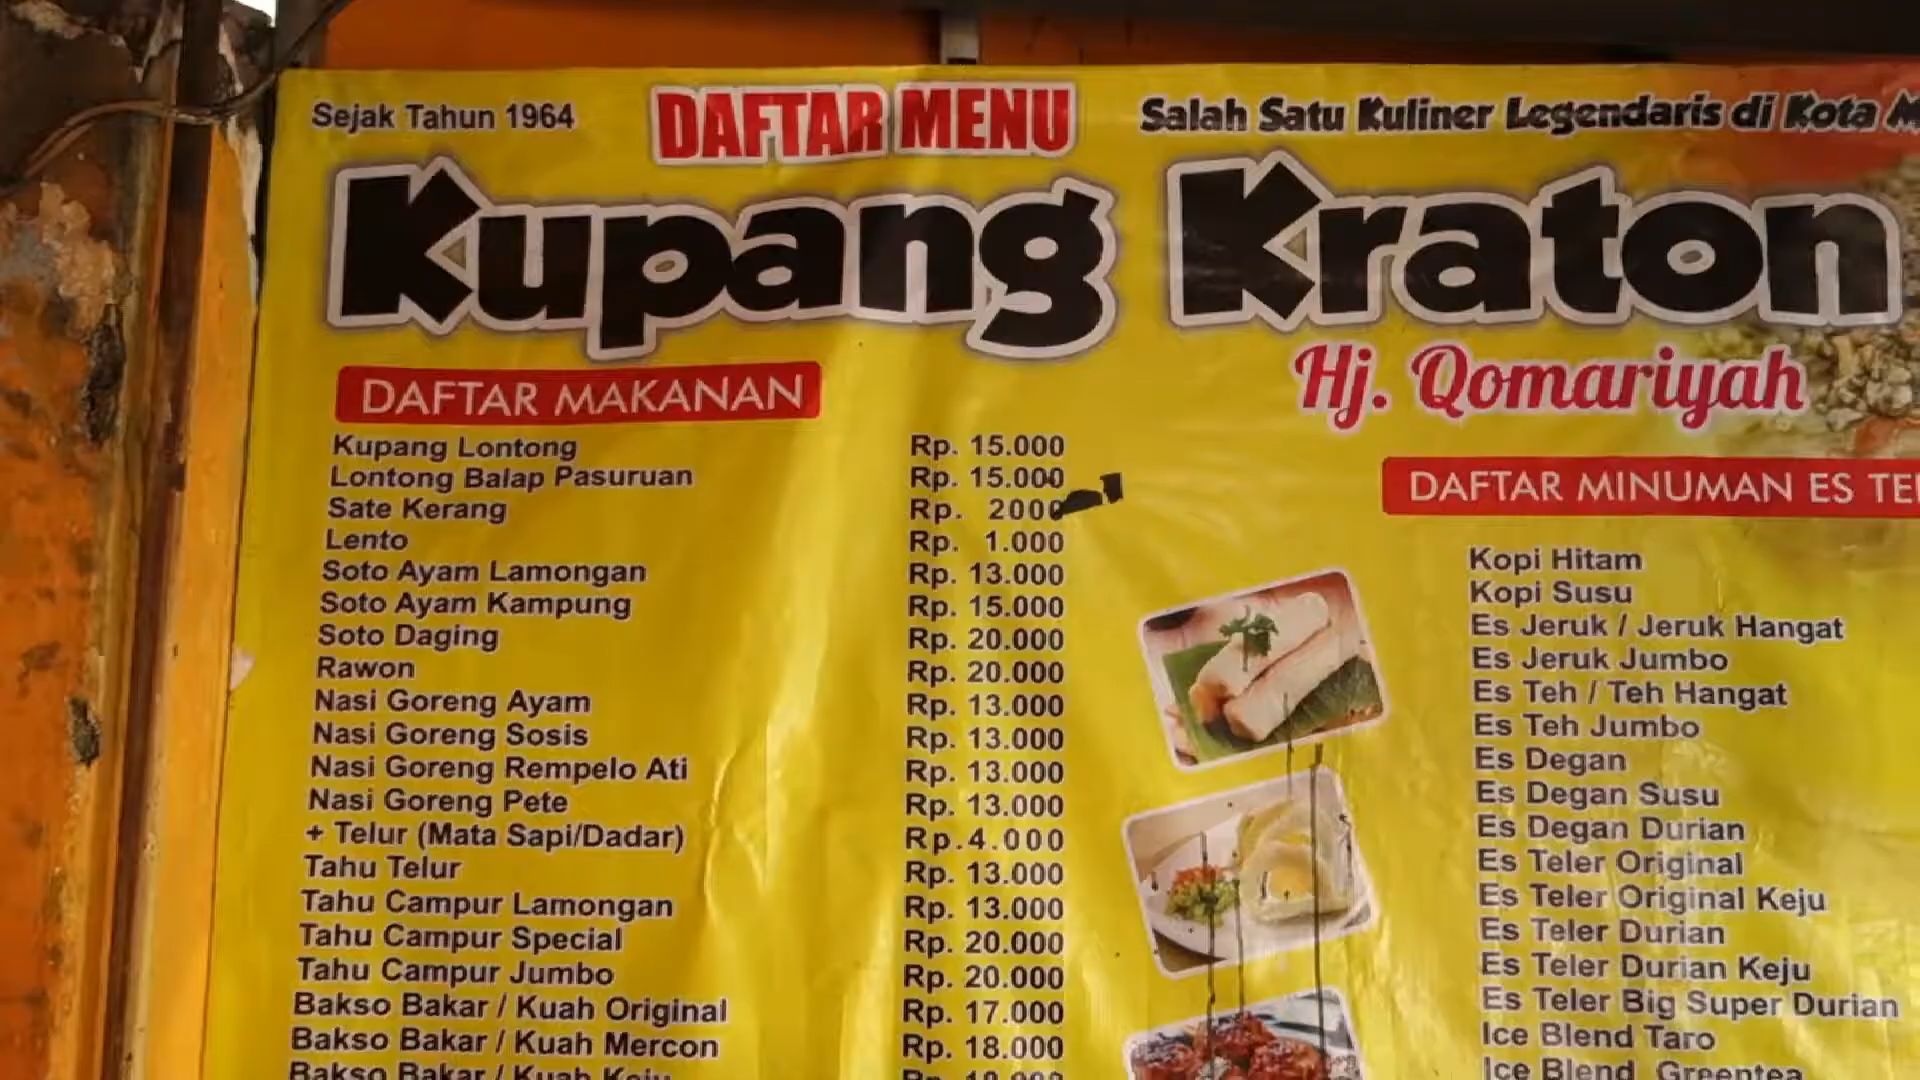 Sejak Tahun 1964
DAFTAR MENU
Salah Satu Kuliner Legendaris di Kota
Kupang Kraton
Hj. Qomariyah
DAFTAR MAKANAN
Kupang Lontong Rp. 15.000
Lontong Balap Pasuruan Rp. 15.000
Sate Kerang Rp. 2000
Lento Rp. 1.000
Soto Ayam Lamongan Rp. 13.000
Soto Ayam Kampung Rp. 15.000
Soto Daging Rp. 20.000
Rawon Rp. 20.000
Nasi Goreng Ayam Rp. 13.000
Nasi Goreng Sosis Rp. 13.000
Nasi Goreng Rempelo Ati Rp. 13.000
Nasi Goreng Pete Rp. 13.000
+ Telur (Mata Sapi/Dadar) Rp.4.000
Tahu Telur Rp. 13.000
Tahu Campur Lamongan Rp. 13.000
Tahu Campur Special Rp. 20.000
Tahu Campur Jumbo Rp. 20.000
Bakso Bakar / Kuah Original Rp. 17.000
Bakso Bakar / Kuah Mercon Rp. 18.000
Bakso Bakar / Kuah Keju
DAFTAR MINUMAN ES
Kopi Hitam
Kopi Susu
Es Jeruk / Jeruk Hangat
Es Jeruk Jumbo
Es Teh / Teh Hangat
Es Teh Jumbo
Es Degan
Es Degan Susu
Es Degan Durian
Es Teler Original
Es Teler Original Keju
Es Teler Durian
Es Teler Durian Keju
Es Teler Big Super Durian
Ice Blend Taro
Ice Blend Greentea